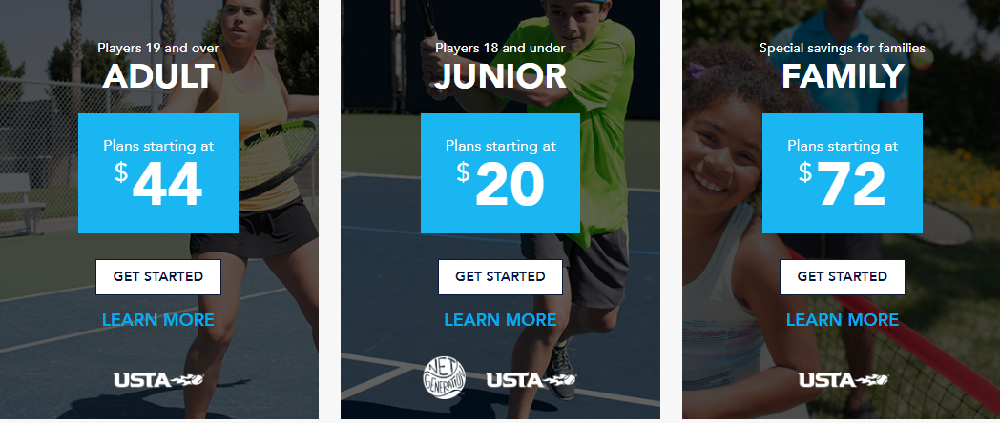 Players 19 and over
ADULT
Plans starting at
$44
GET STARTED
LEARN MORE
USTA
Players 18 and under
JUNIOR
Plans starting at
$20
GET STARTED
LEARN MORE
NET
GENERATION
USTA
Special savings for families
FAMILY
Plans starting at
$72
GET STARTED
LEARN MORE
USTA